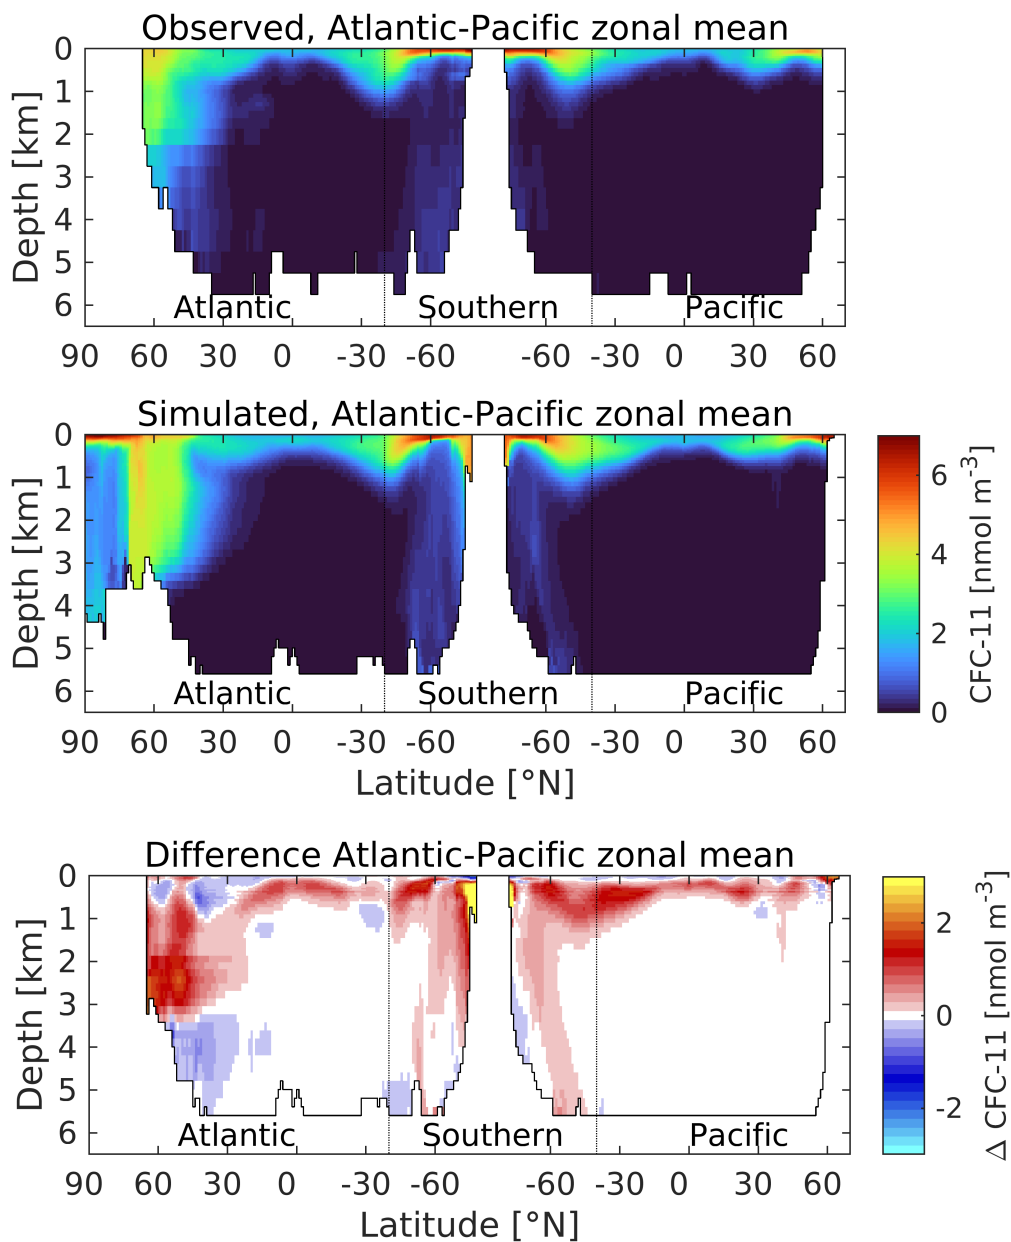 Observed, Atlantic-Pacific zonal mean
0
1
2
3
4
5
6
Depth [km]
Atlantic Southern Pacific
90 60 30 0 -30 -60 -60 -30 0 30 60
Simulated, Atlantic-Pacific zonal mean
0
1
2
3
4
5
6
Depth [km]
Atlantic Southern Pacific
90 60 30 0 -30 -60 -60 -30 0 30 60
Latitude [°N]
6
4
2
0
CFC-11 [nmol m-3]
Difference Atlantic-Pacific zonal mean
0
1
2
3
4
5
6
Depth [km]
Atlantic Southern Pacific
90 60 30 0 -30 -60 -60 -30 0 30 60
Latitude [°N]
2
0
-2
Δ CFC-11 [nmol m-3]